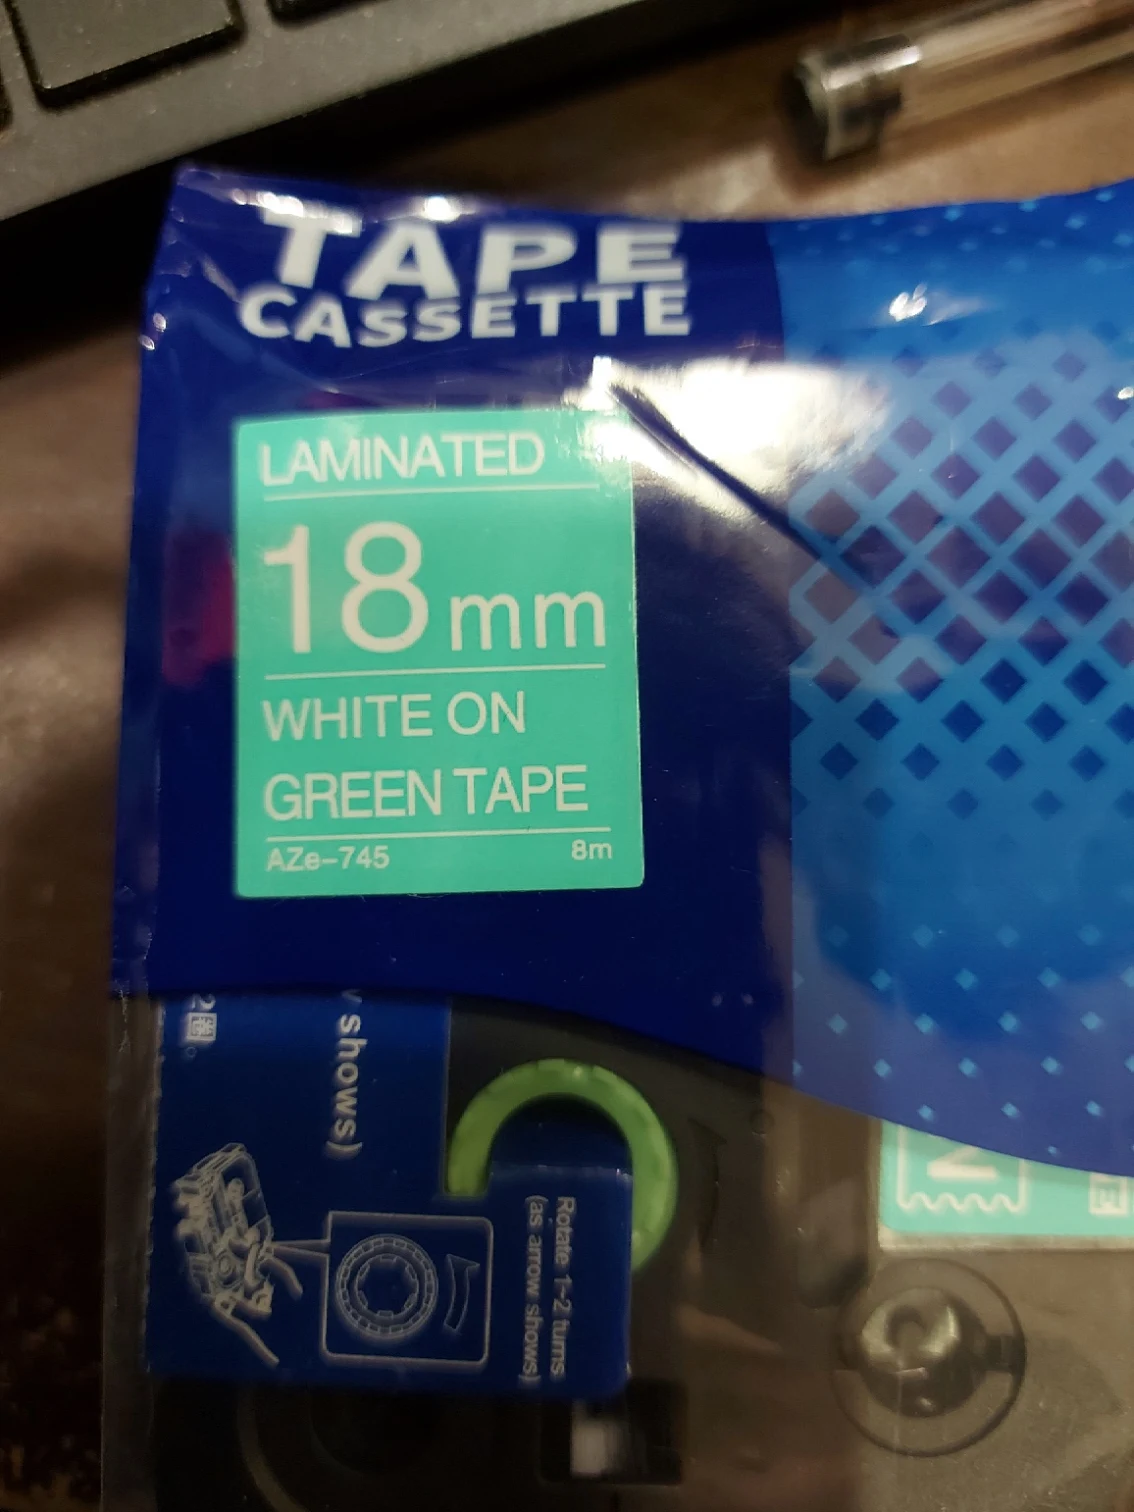 TAPE
CASSETTE
LAMINATED
18mm
WHITE ON
GREEN TAPE
AZe-745 8m
shows)
Rotate 1-2 turns
(as arrow shows)